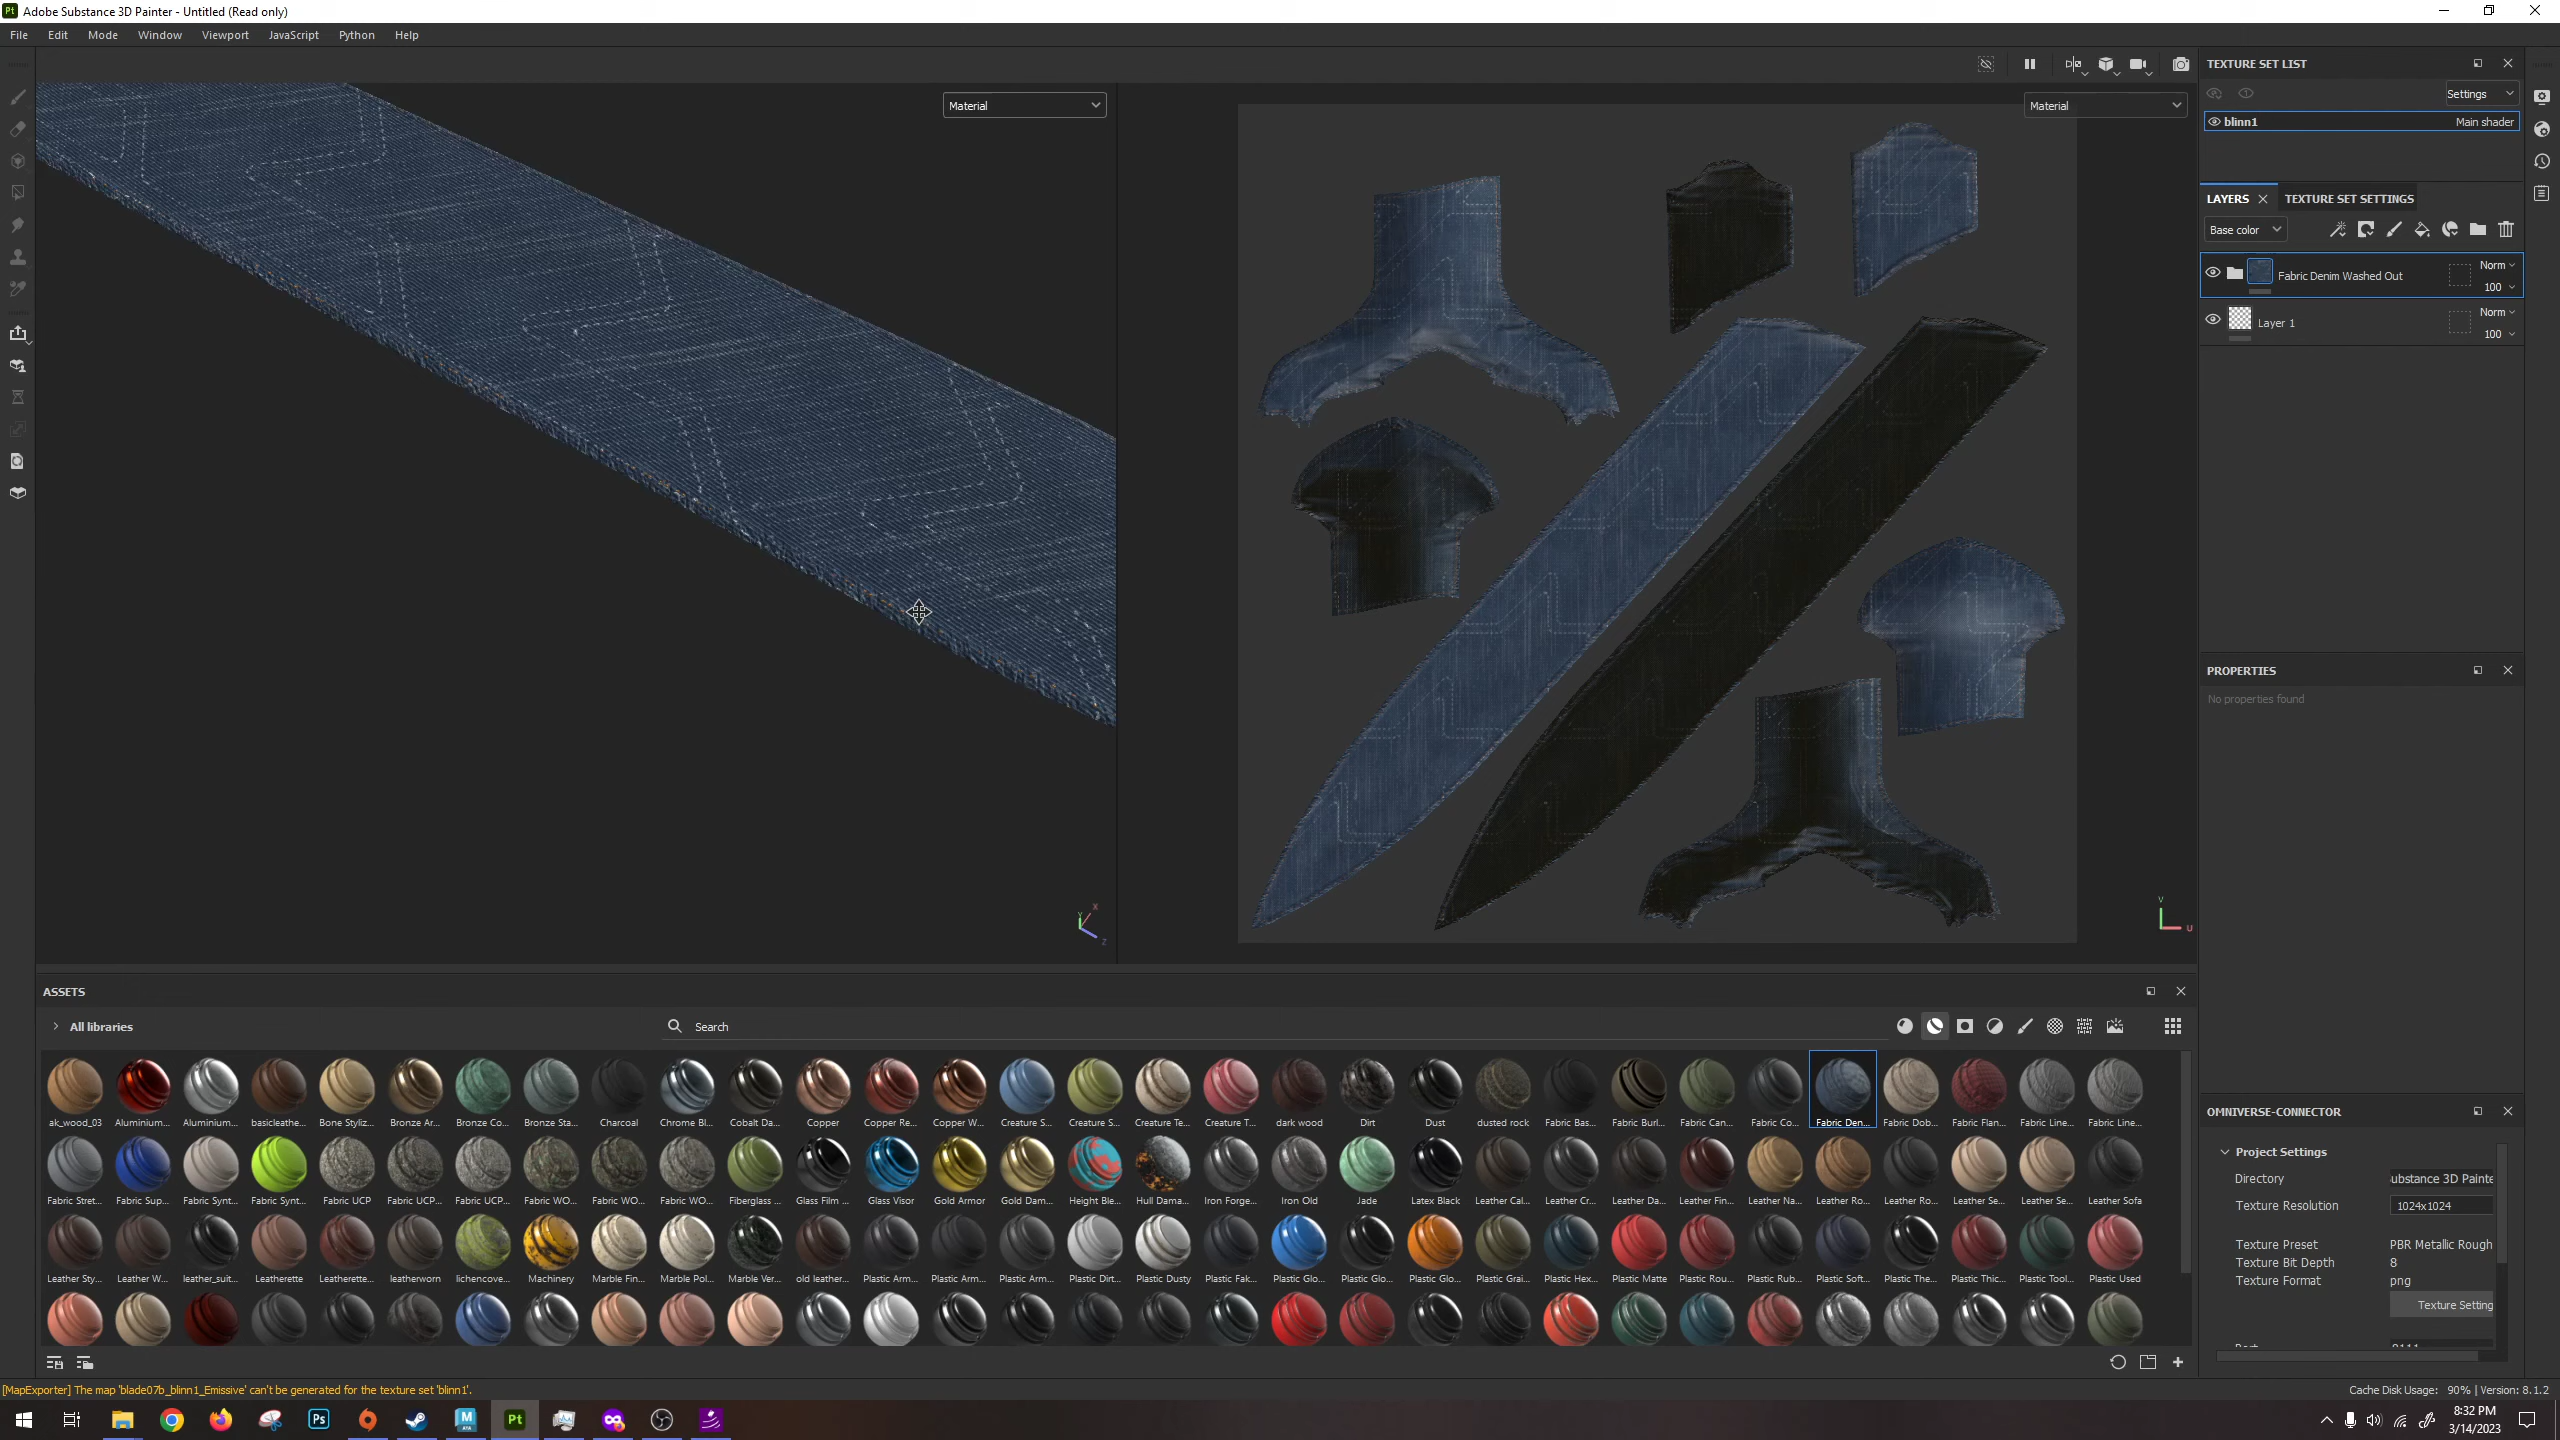 Pt Adobe Substance 3D Painter - Untitled (Read only)
File Edit Mode Window Viewport JavaScript Python Help
Material
Material
TEXTURE SET LIST
Settings
blinn1 Main shader
LAYERS TEXTURE SET SETTINGS
Base color
Fabric Denim Washed Out Norm 100
Layer 1 Norm 100
PROPERTIES
No properties found
Y X Z
V U
ASSETS
All libraries Search
ak_wood_03 Aluminium... Aluminium... basicleathe... Bone Styliz... Bronze Ar... Bronze Co... Bronze Sta... Charcoal Chrome Bl... Cobalt Da... Copper Copper Re... Copper W... Creature S... Creature S... Creature Te... Creature T... dark wood Dirt Dust dusted rock Fabric Bas... Fabric Burl... Fabric Can... Fabric Co... Fabric Den... Fabric Dob... Fabric Flan... Fabric Line... Fabric Line...
Fabric Stret... Fabric Sup... Fabric Synt... Fabric Synt... Fabric UCP Fabric UCP... Fabric UCP... Fabric WO... Fabric WO... Fabric WO... Fiberglass ... Glass Film ... Glass Visor Gold Armor Gold Dam... Height Ble... Hull Dama... Iron Forge... Iron Old Jade Latex Black Leather Cal... Leather Cr... Leather Da... Leather Fin... Leather Na... Leather Ro... Leather Ro... Leather Se... Leather Se... Leather Sofa
Leather Sty... Leather W... leather_suit... Leatherette Leatherette... leatherworn lichencove... Machinery Marble Fin... Marble Pol... Marble Ver... old leather... Plastic Arm... Plastic Arm... Plastic Arm... Plastic Dirt... Plastic Dusty Plastic Fak... Plastic Glo... Plastic Glo... Plastic Glo... Plastic Grai... Plastic Hex... Plastic Matte Plastic Rou... Plastic Rub... Plastic Soft... Plastic The... Plastic Thic... Plastic Tool... Plastic Used
OMNIVERSE-CONNECTOR
Project Settings
Directory ubstance 3D Painte
Texture Resolution 1024x1024
Texture Preset PBR Metallic Rough
Texture Bit Depth 8
Texture Format png
Texture Setting
[MapExporter] The map 'blade07b_blinn1_Emissive' can't be generated for the texture set 'blinn1'.
Cache Disk Usage: 90% | Version: 8.1.2
Ps Pt
8:32 PM
3/14/2023